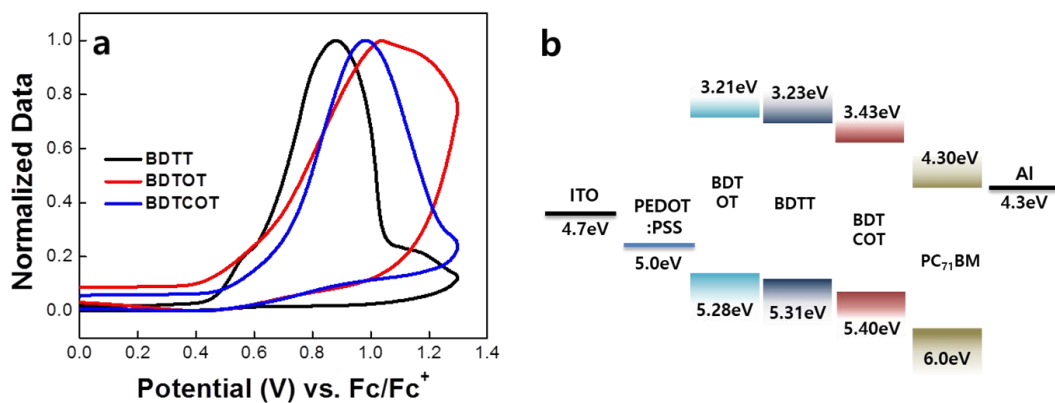 a
Normalized Data
1.0
0.8
0.6
0.4
0.2
0.0
BDTT
BDTOT
BDTCOT
0.0 0.2 0.4 0.6 0.8 1.0 1.2 1.4
Potential (V) vs. Fc/Fc⁺
b
3.21eV
3.23eV
3.43eV
4.30eV
ITO
4.7eV
PEDOT
:PSS
5.0eV
BDT
OT
BDTT
BDT
COT
PC₇₁BM
Al
4.3eV
5.28eV
5.31eV
5.40eV
6.0eV